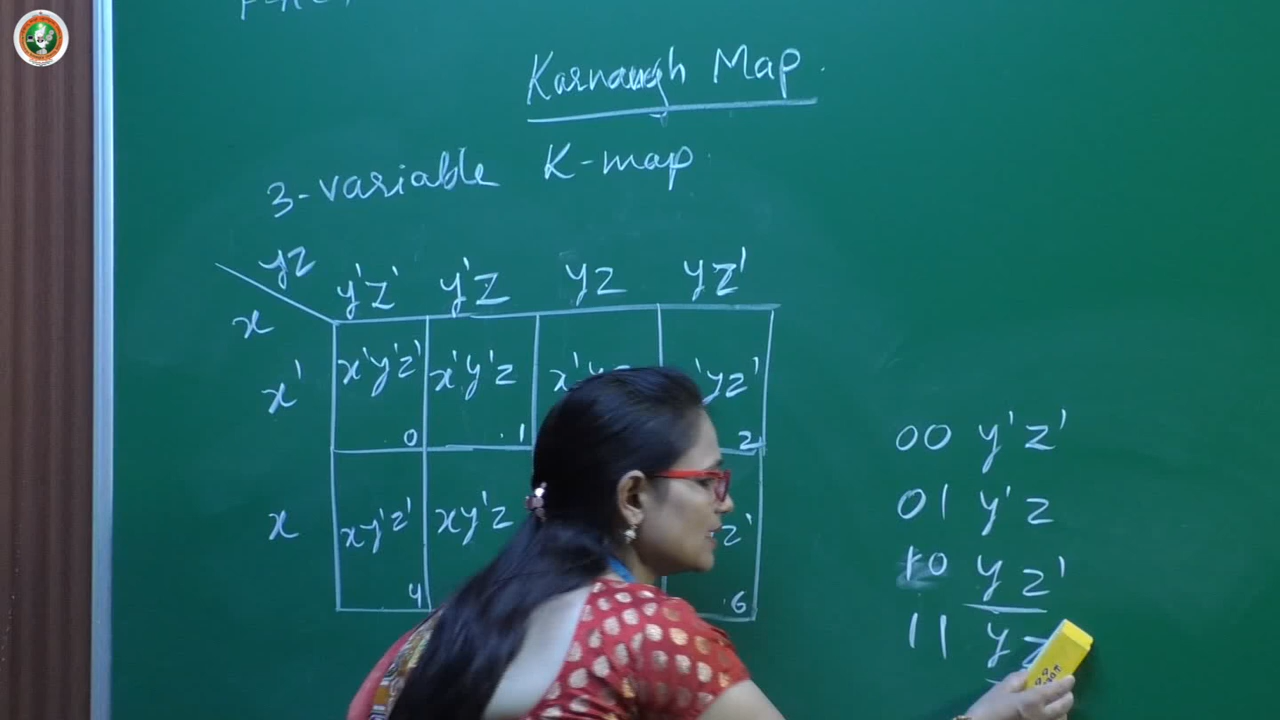 Karnaugh Map.
3-variable K-map.
yz
y'z' y'z yz yz'
x
x' x'y'z' x'y'z 'yz'
0 1 2
x xy'z' xy'z z'
4 6
00 y'z'
01 y'z
10 yz'
11 yz